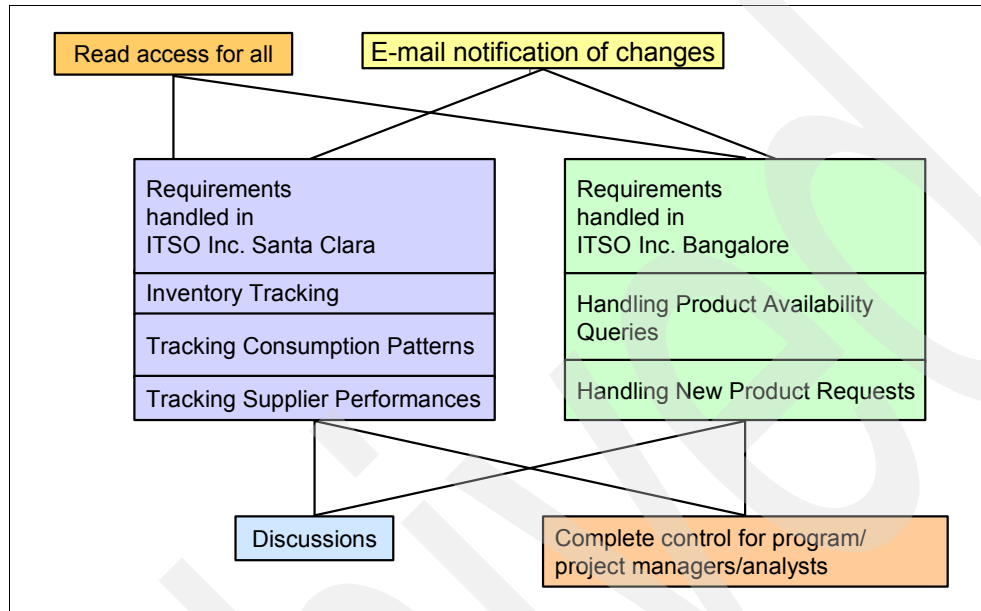 Read access for all
E-mail notification of changes
Requirements
handled in
ITSO Inc. Santa Clara
Inventory Tracking
Tracking Consumption Patterns
Tracking Supplier Performances
Requirements
handled in
ITSO Inc. Bangalore
Handling Product Availability
Queries
Handling New Product Requests
Discussions
Complete control for program/
project managers/analysts